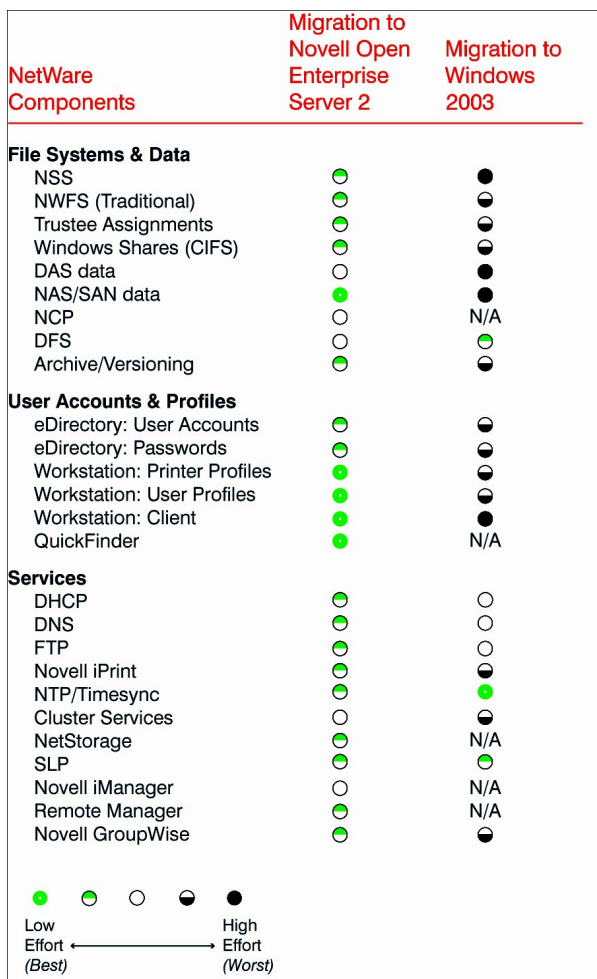 NetWare Components
Migration to Novell Open Enterprise Server 2
Migration to Windows 2003
File Systems & Data
NSS
NWFS (Traditional)
Trustee Assignments
Windows Shares (CIFS)
DAS data
NAS/SAN data
NCP N/A
DFS
Archive/Versioning
User Accounts & Profiles
eDirectory: User Accounts
eDirectory: Passwords
Workstation: Printer Profiles
Workstation: User Profiles
Workstation: Client
QuickFinder N/A
Services
DHCP
DNS
FTP
Novell iPrint
NTP/Timesync
Cluster Services
NetStorage N/A
SLP
Novell iManager N/A
Remote Manager N/A
Novell GroupWise
Low Effort (Best)
High Effort (Worst)